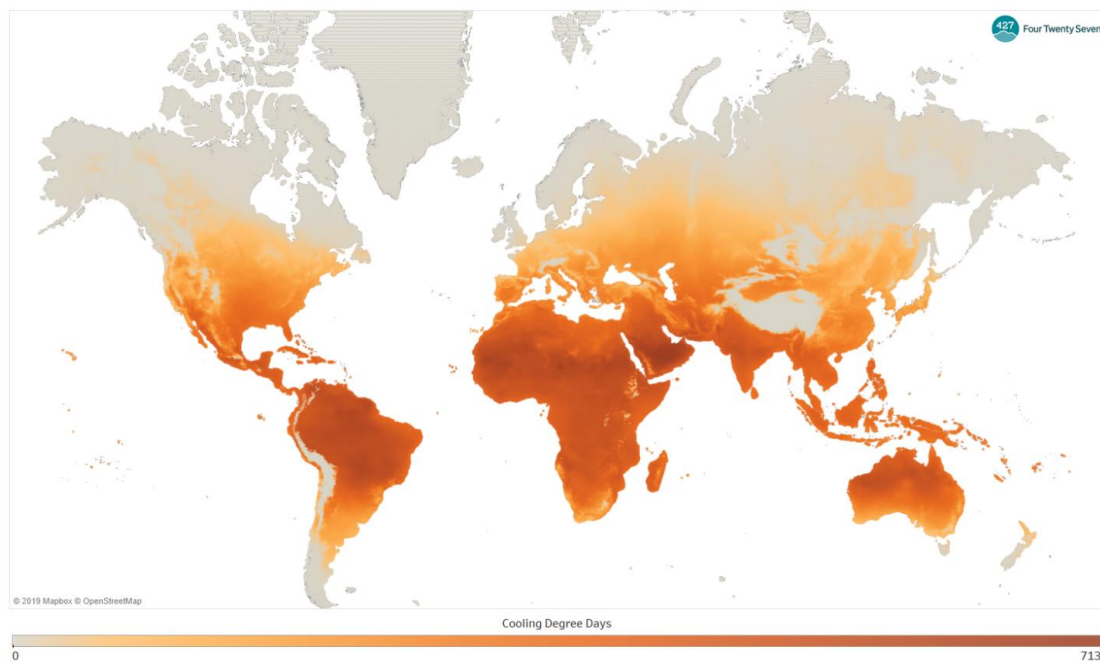 427
Four Twenty Seven
© 2019 Mapbox © OpenStreetMap
Cooling Degree Days
0
713